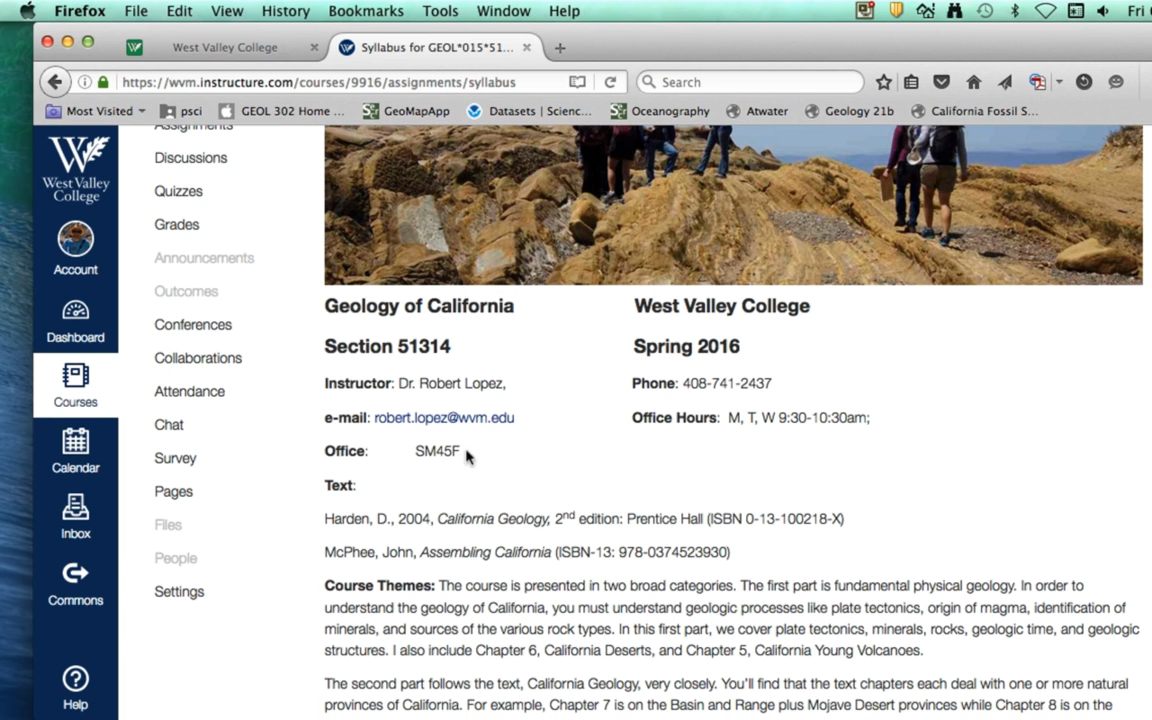 Firefox File Edit View History Bookmarks Tools Window Help Fri
West Valley College Syllabus for GEOL*015*51...
https://wvm.instructure.com/courses/9916/assignments/syllabus Search
Most Visited psci GEOL 302 Home ... GeoMapApp Datasets | Scienc... Oceanography Atwater Geology 21b California Fossil S...
West Valley College
Account
Dashboard
Courses
Calendar
Inbox
Commons
Help
Assignments
Discussions
Quizzes
Grades
Announcements
Outcomes
Conferences
Collaborations
Attendance
Chat
Survey
Pages
Files
People
Settings
Geology of California West Valley College
Section 51314 Spring 2016
Instructor: Dr. Robert Lopez, Phone: 408-741-2437
e-mail: robert.lopez@wvm.edu Office Hours: M, T, W 9:30-10:30am;
Office: SM45F
Text:
Harden, D., 2004, California Geology, 2nd edition: Prentice Hall (ISBN 0-13-100218-X)
McPhee, John, Assembling California (ISBN-13: 978-0374523930)
Course Themes: The course is presented in two broad categories. The first part is fundamental physical geology. In order to
understand the geology of California, you must understand geologic processes like plate tectonics, origin of magma, identification of
minerals, and sources of the various rock types. In this first part, we cover plate tectonics, minerals, rocks, geologic time, and geologic
structures. I also include Chapter 6, California Deserts, and Chapter 5, California Young Volcanoes.
The second part follows the text, California Geology, very closely. You'll find that the text chapters each deal with one or more natural
provinces of California. For example, Chapter 7 is on the Basin and Range plus Mojave Desert provinces while Chapter 8 is on the